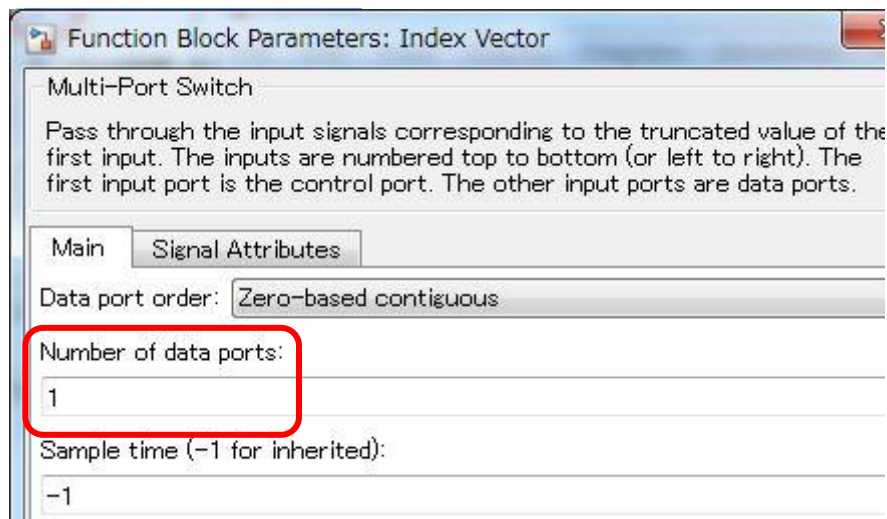 Function Block Parameters: Index Vector
Multi-Port Switch
Pass through the input signals corresponding to the truncated value of the
first input. The inputs are numbered top to bottom (or left to right). The
first input port is the control port. The other input ports are data ports.
Main Signal Attributes
Data port order: Zero-based contiguous
Number of data ports:
1
Sample time (-1 for inherited):
-1